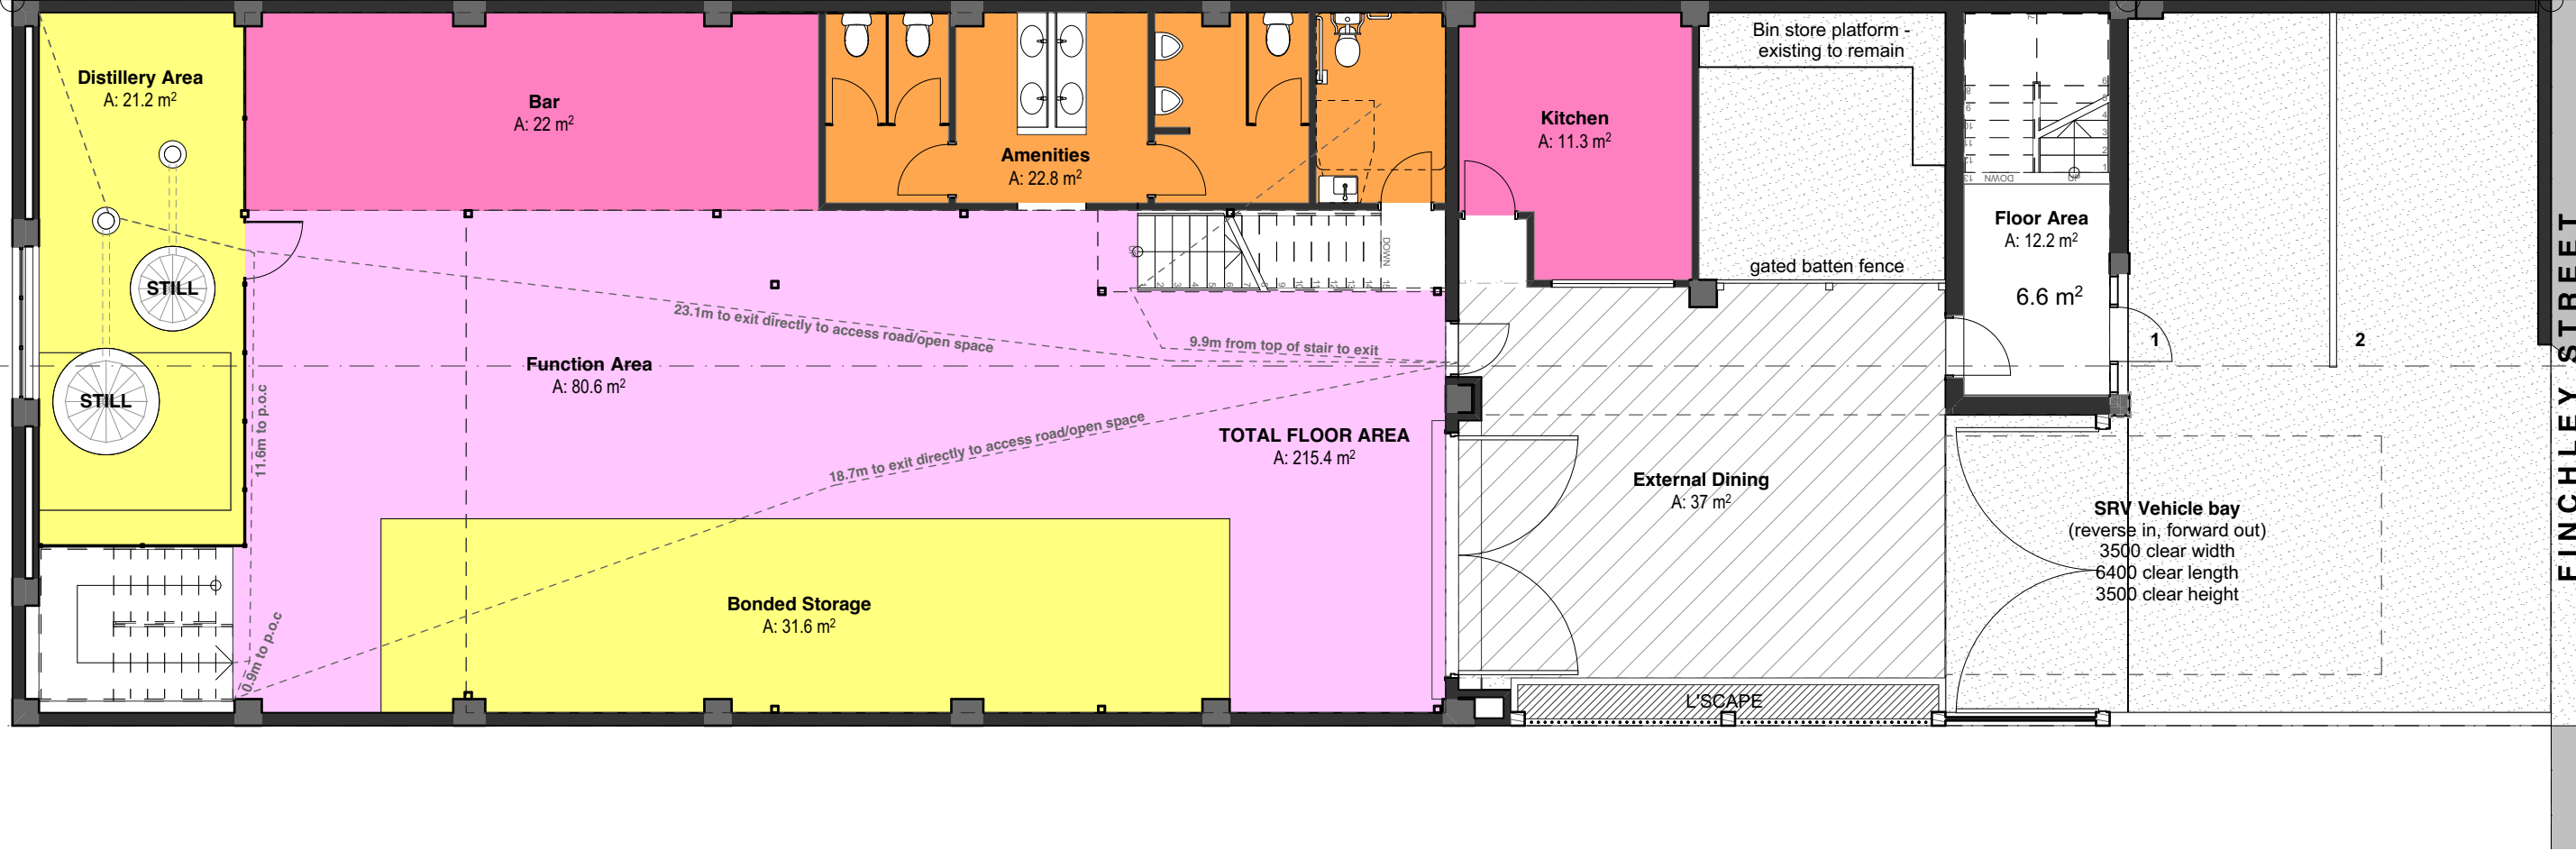 Distillery Area
A: 21.2 m²
Bar
A: 22 m²
Amenities
A: 22.8 m²
Kitchen
A: 11.3 m²
Bin store platform -
existing to remain
gated batten fence
DOWN
UP
Floor Area
A: 12.2 m²
6.6 m²
1
2
FINCHLEY STREET
STILL
STILL
DOWN
23.1m to exit directly to access road/open space
9.9m from top of stair to exit
Function Area
A: 80.6 m²
11.6m to p.o.c
18.7m to exit directly to access road/open space
TOTAL FLOOR AREA
A: 215.4 m²
External Dining
A: 37 m²
SRV Vehicle bay
(reverse in, forward out)
3500 clear width
6400 clear length
3500 clear height
Bonded Storage
A: 31.6 m²
0.9m to p.o.c
L'SCAPE